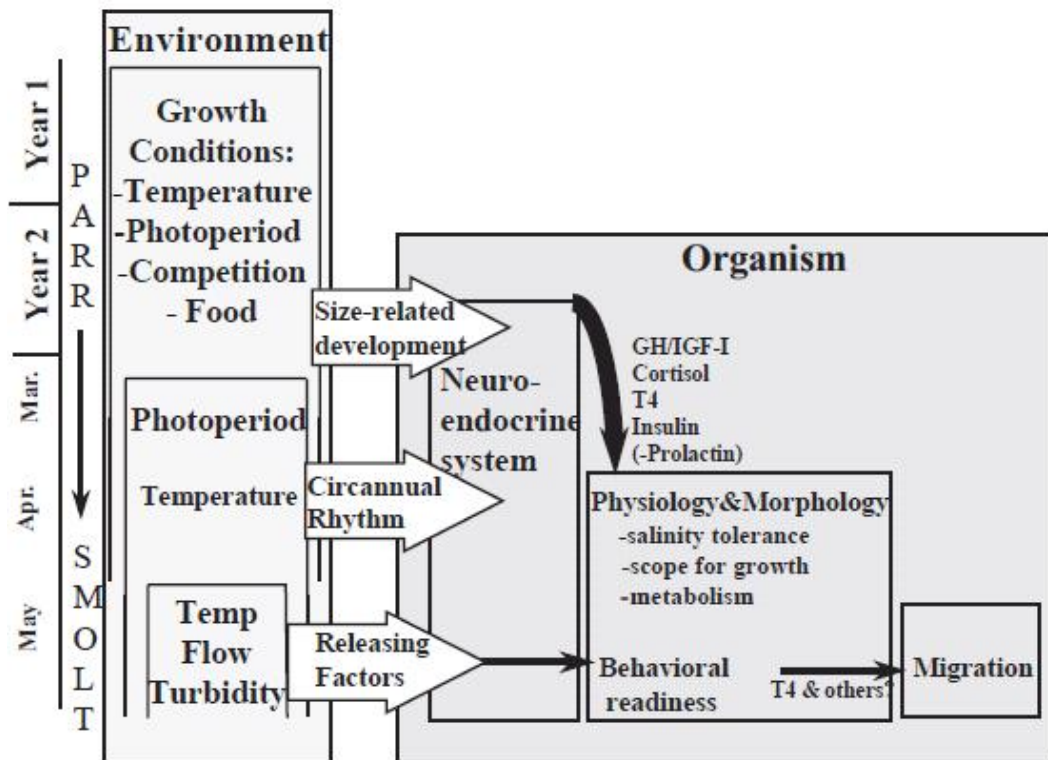 Environment
Year 1
Year 2
Mar.
Apr.
May
PARR
SMOLT
Growth
Conditions:
-Temperature
-Photoperiod
-Competition
- Food
Photoperiod
Temperature
Temp
Flow
Turbidity
Size-related
development
Circannual
Rhythm
Releasing
Factors
Organism
Neuro-
endocrine
system
GH/IGF-I
Cortisol
T4
Insulin
(-Prolactin)
Physiology&Morphology
-salinity tolerance
-scope for growth
-metabolism
Behavioral
readiness
T4 & others?
Migration